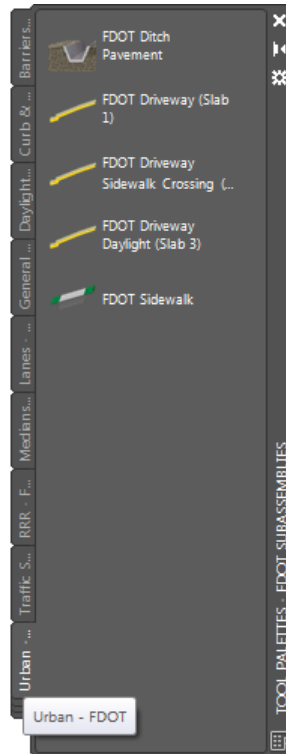 FDOT Ditch
Pavement
FDOT Driveway (Slab
1)
FDOT Driveway
Sidewalk Crossing (...
FDOT Driveway
Daylight (Slab 3)
FDOT Sidewalk
Barriers...
Curb & ...
Daylight...
General ...
Lanes - ...
Medians...
RRR - F...
Traffic S...
Urban -...
Urban - FDOT
TOOL PALETTES - FDOT SUBASSEMBLIES